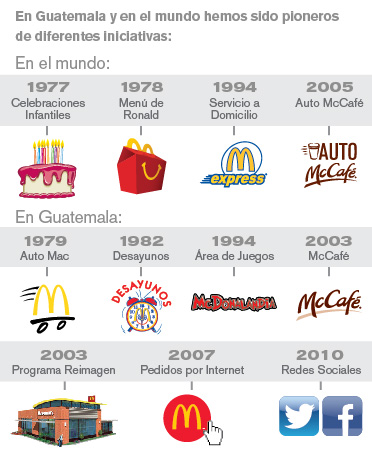 En Guatemala y en el mundo hemos sido pioneros
de diferentes iniciativas:
En el mundo:
1977 1978 1994 2005
Celebraciones Menú de Servicio a Auto McCafé
Infantiles Ronald Domicilio
express
AUTO
McCafé
En Guatemala:
1979 1982 1994 2003
Auto Mac Desayunos Área de Juegos McCafé
DESAYUNOS
McDonlandia
McCafé
2003 2007 2010
Programa Reimagen Pedidos por Internet Redes Sociales